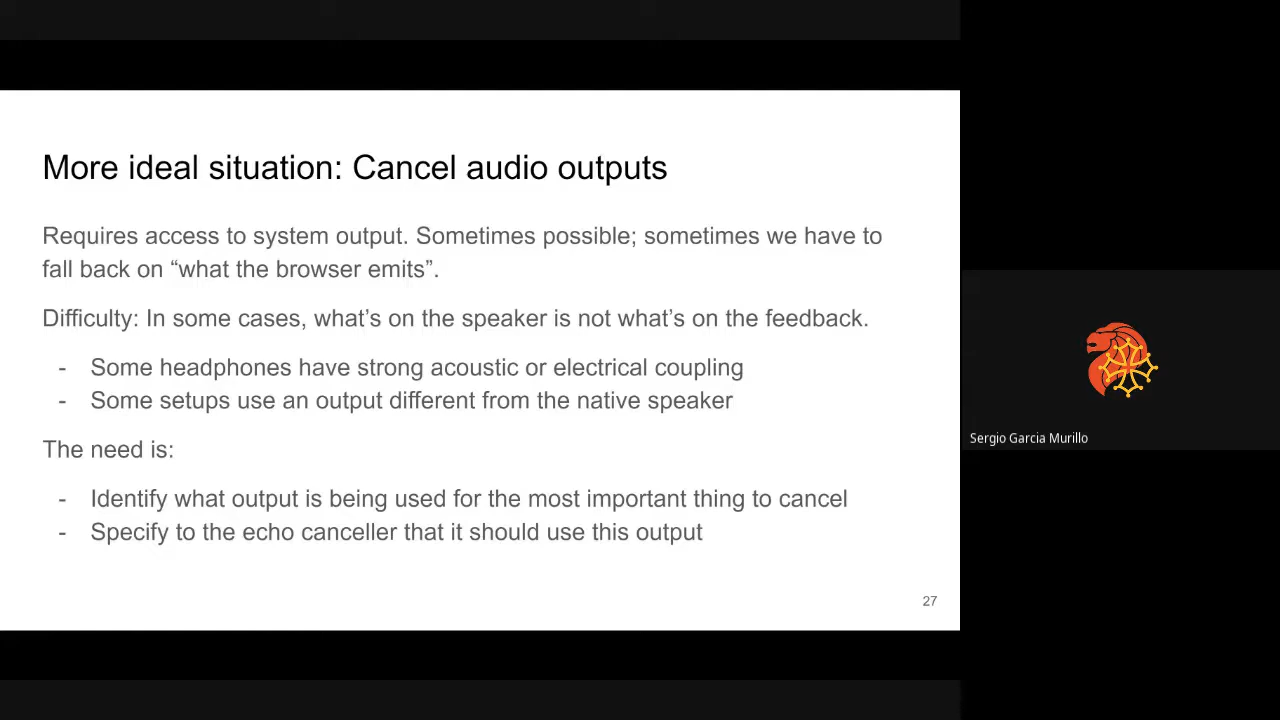 More ideal situation: Cancel audio outputs
Requires access to system output. Sometimes possible; sometimes we have to
fall back on “what the browser emits”.
Difficulty: In some cases, what’s on the speaker is not what’s on the feedback.
- Some headphones have strong acoustic or electrical coupling
- Some setups use an output different from the native speaker
The need is:
- Identify what output is being used for the most important thing to cancel
- Specify to the echo canceller that it should use this output
27
Sergio Garcia Murillo